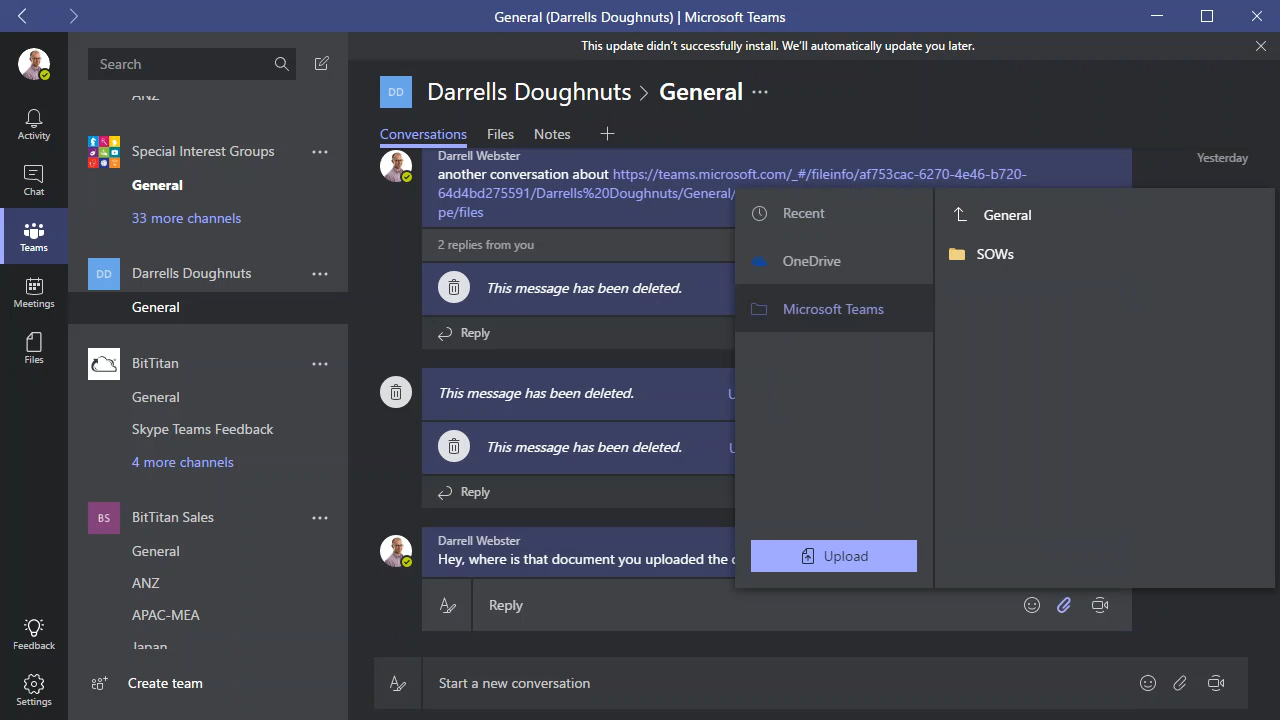 General (Darrells Doughnuts) | Microsoft Teams
This update didn't successfully install. We'll automatically update you later.
Activity
Chat
Teams
Meetings
Files
Feedback
Settings
Search
ANZ
Special Interest Groups
General
33 more channels
DD
Darrells Doughnuts
General
BitTitan
General
Skype Teams Feedback
4 more channels
BS
BitTitan Sales
General
ANZ
APAC-MEA
Japan
Create team
DD
Darrells Doughnuts > General
Conversations
Files
Notes
Yesterday
Darrell Webster
another conversation about https://teams.microsoft.com/_#/fileinfo/af753cac-6270-4e46-b720-
64d4bd275591/Darrells%20Doughnuts/General/
pe/files
2 replies from you
This message has been deleted.
Reply
This message has been deleted.
This message has been deleted.
Reply
Darrell Webster
Hey, where is that document you uploaded the
Reply
Start a new conversation
Recent
OneDrive
Microsoft Teams
Upload
General
SOWs